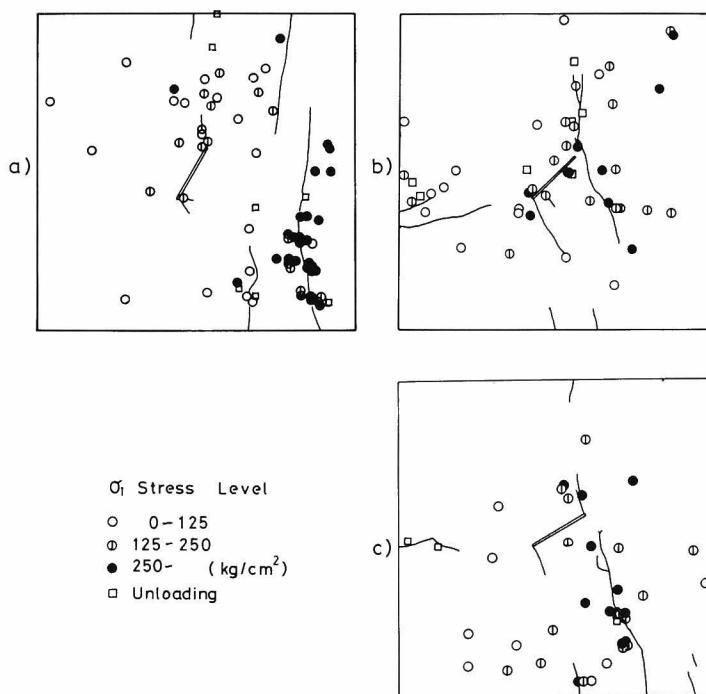 a)
b)
σ₁ Stress Level
0-125
125-250
250- (kg/cm²)
Unloading
c)